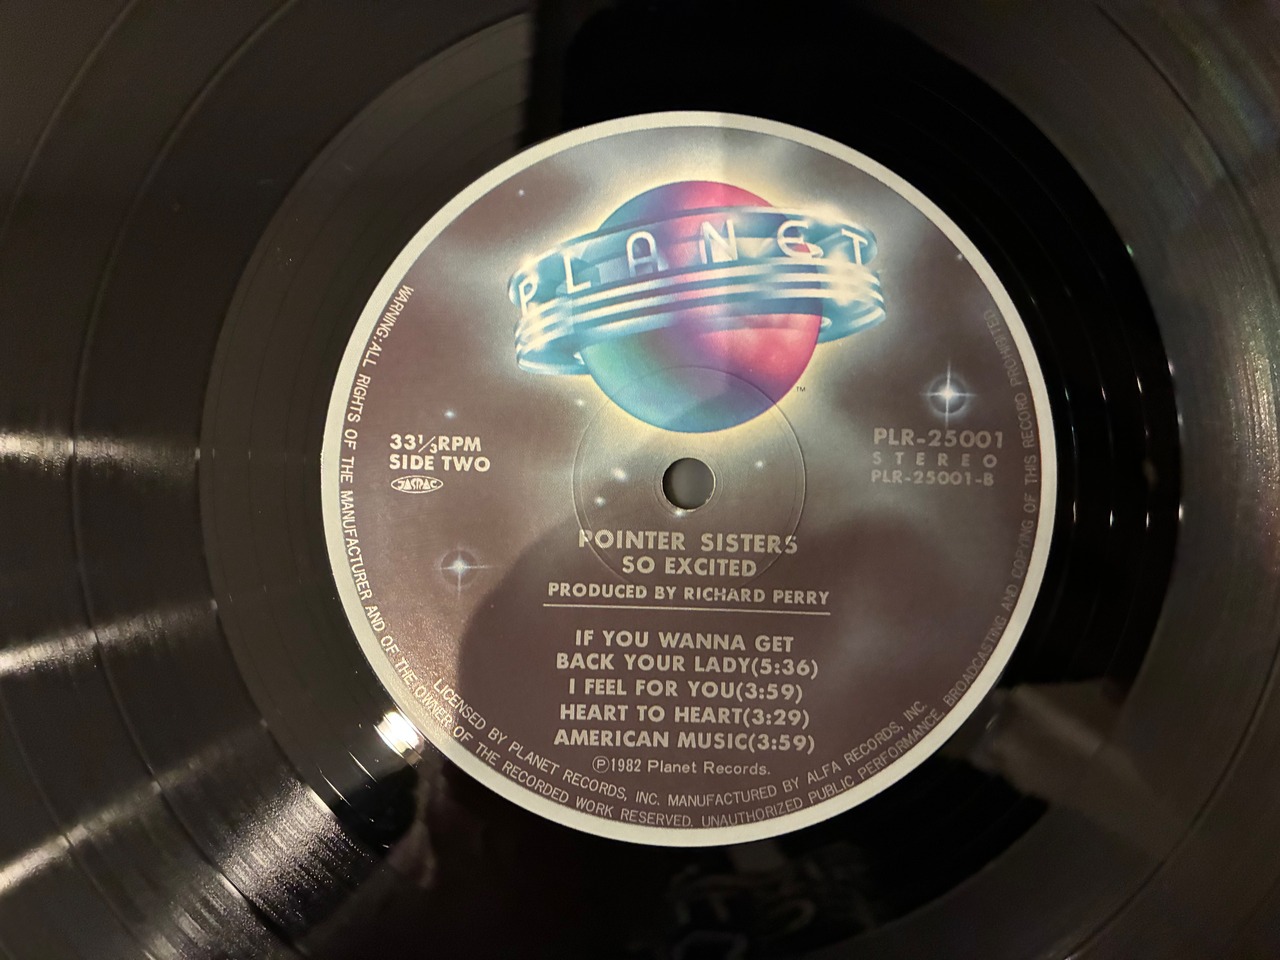 PLANET
TM
33⅓RPM
SIDE TWO
JASRAC
PLR-25001
STEREO
PLR-25001-B
POINTER SISTERS
SO EXCITED
PRODUCED BY RICHARD PERRY
IF YOU WANNA GET
BACK YOUR LADY(5:36)
I FEEL FOR YOU(3:59)
HEART TO HEART(3:29)
AMERICAN MUSIC(3:59)
Ⓟ1982 Planet Records.
LICENSED BY PLANET RECORDS, INC. MANUFACTURED BY ALFA RECORDS, INC.
WARNING: ALL RIGHTS OF THE MANUFACTURER AND OF THE OWNER OF THE RECORDED WORK RESERVED. UNAUTHORIZED PUBLIC PERFORMANCE. BROADCASTING AND COPYING OF THIS RECORD PROHIBITED